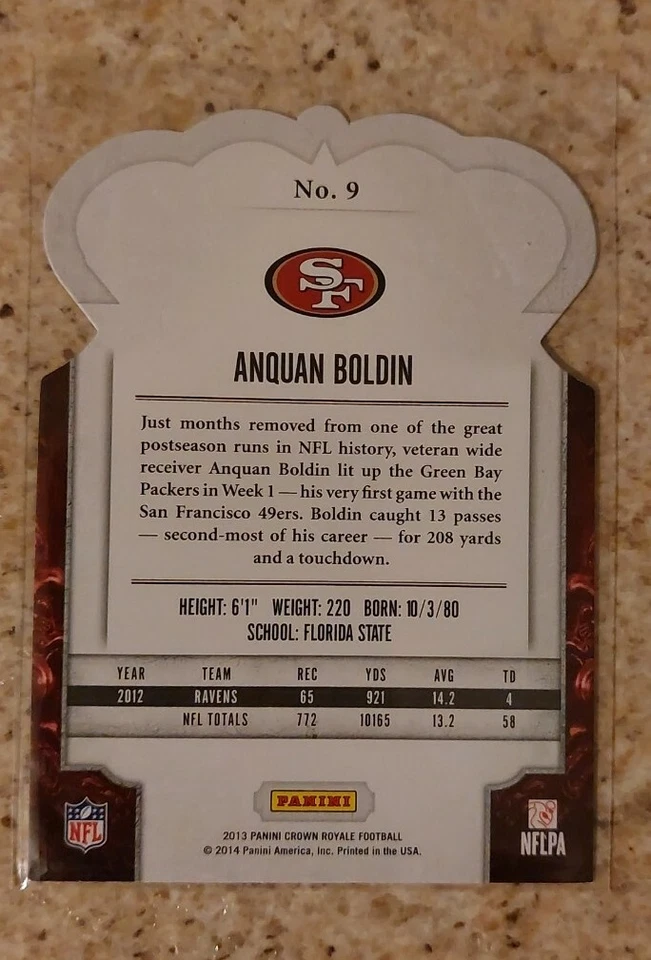 No. 9
SF
ANQUAN BOLDIN
Just months removed from one of the great
postseason runs in NFL history, veteran wide
receiver Anquan Boldin lit up the Green Bay
Packers in Week 1 — his very first game with the
San Francisco 49ers. Boldin caught 13 passes
— second-most of his career — for 208 yards
and a touchdown.
HEIGHT: 6'1" WEIGHT: 220 BORN: 10/3/80
SCHOOL: FLORIDA STATE
YEAR TEAM REC YDS AVG TD
2012 RAVENS 65 921 14.2 4
NFL TOTALS 772 10165 13.2 58
PANINI
NFL
2013 PANINI CROWN ROYALE FOOTBALL
© 2014 Panini America, Inc. Printed in the USA.
NFLPA